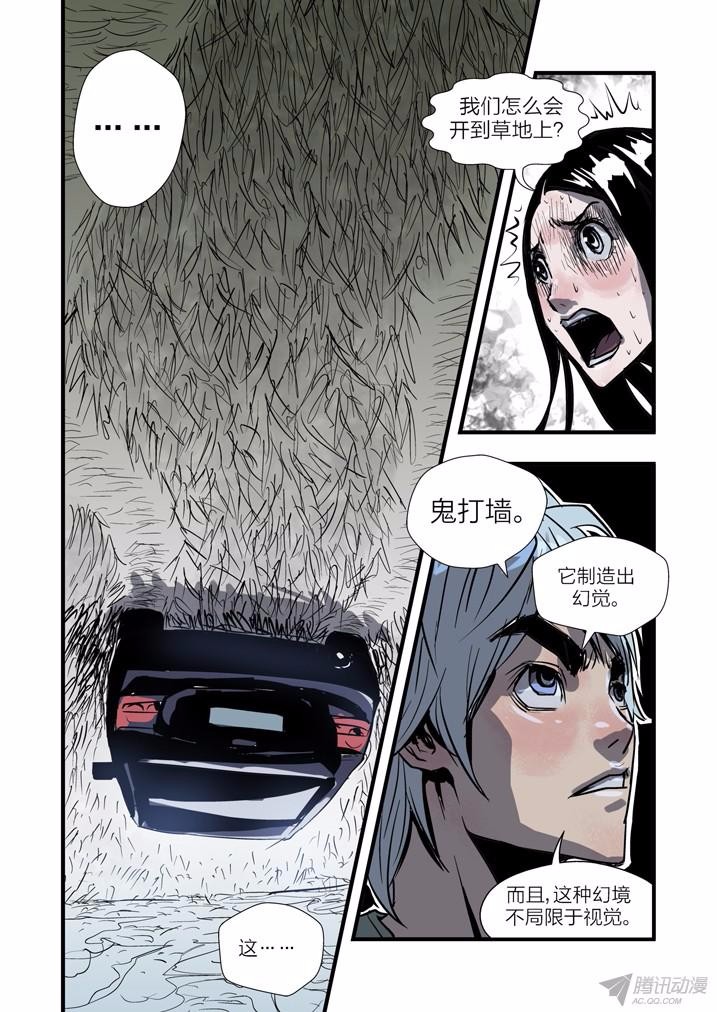 … …
我们怎么会
开到草地上?
鬼打墙。
它制造出
幻觉。
而且,这种幻境
不局限于视觉。
这… …
腾讯动漫
AC.QQ.COM